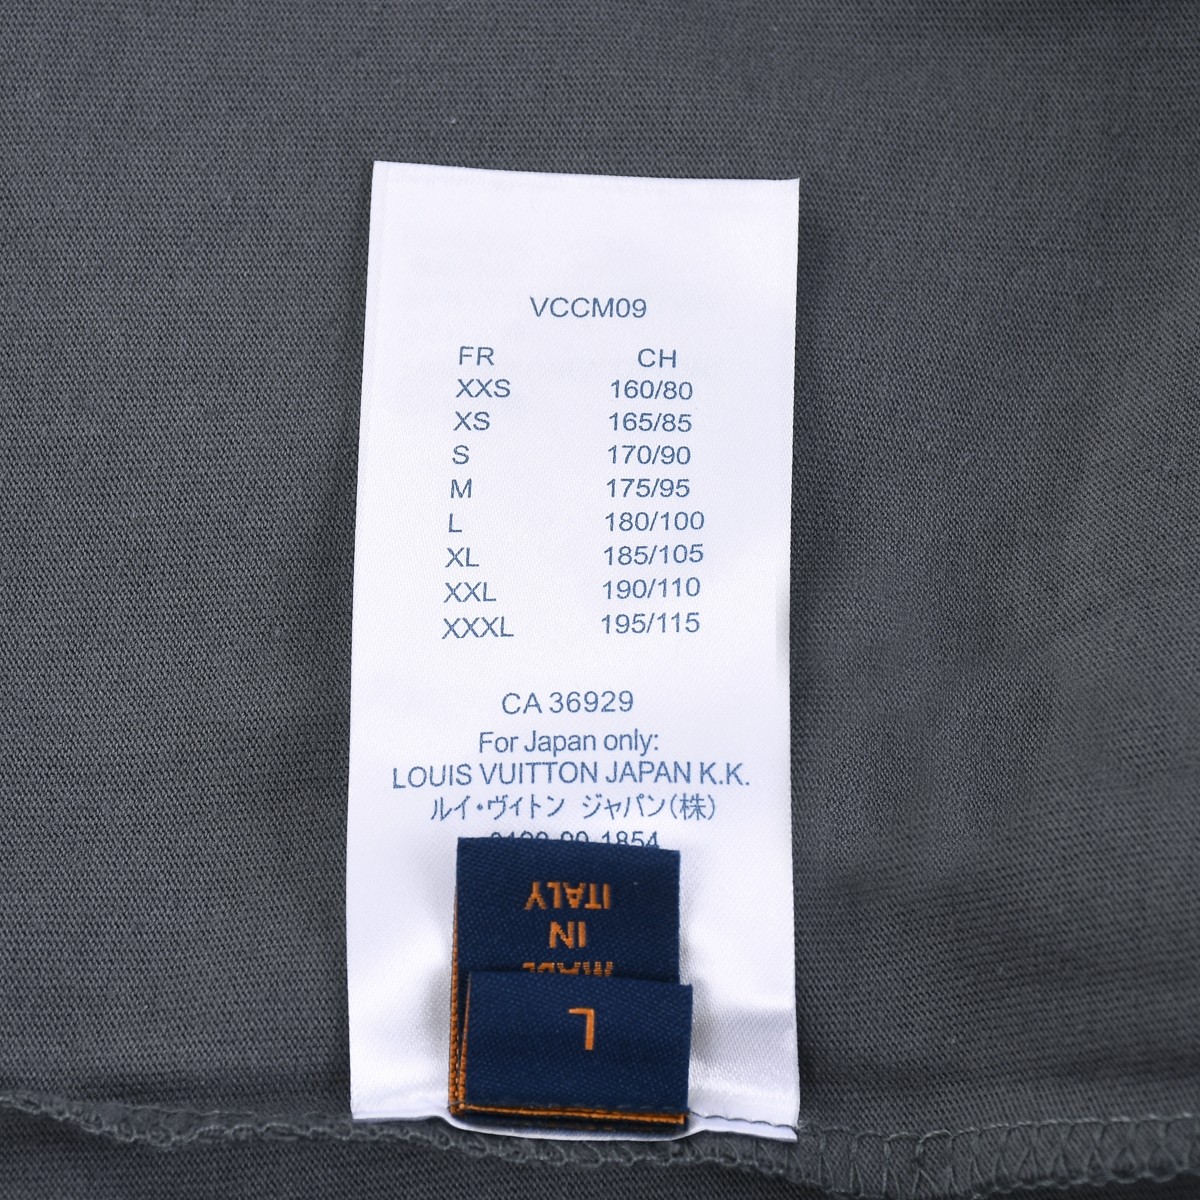 VCCM09
FR CH
XXS 160/80
XS 165/85
S 170/90
M 175/95
L 180/100
XL 185/105
XXL 190/110
XXXL 195/115
CA 36929
For Japan only:
LOUIS VUITTON JAPAN K.K.
ルイ・ヴィトン ジャパン(株)
1854
MADE
IN
ITALY
L